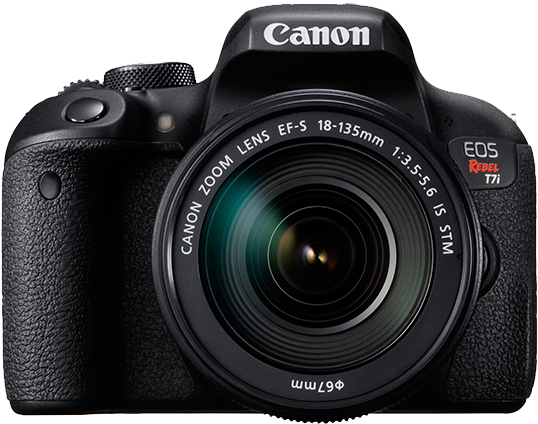 Canon
CANON ZOOM LENS EF-S 18-135mm 1:3.5-5.6 IS STM
EOS
REBEL
T7i
φ67mm